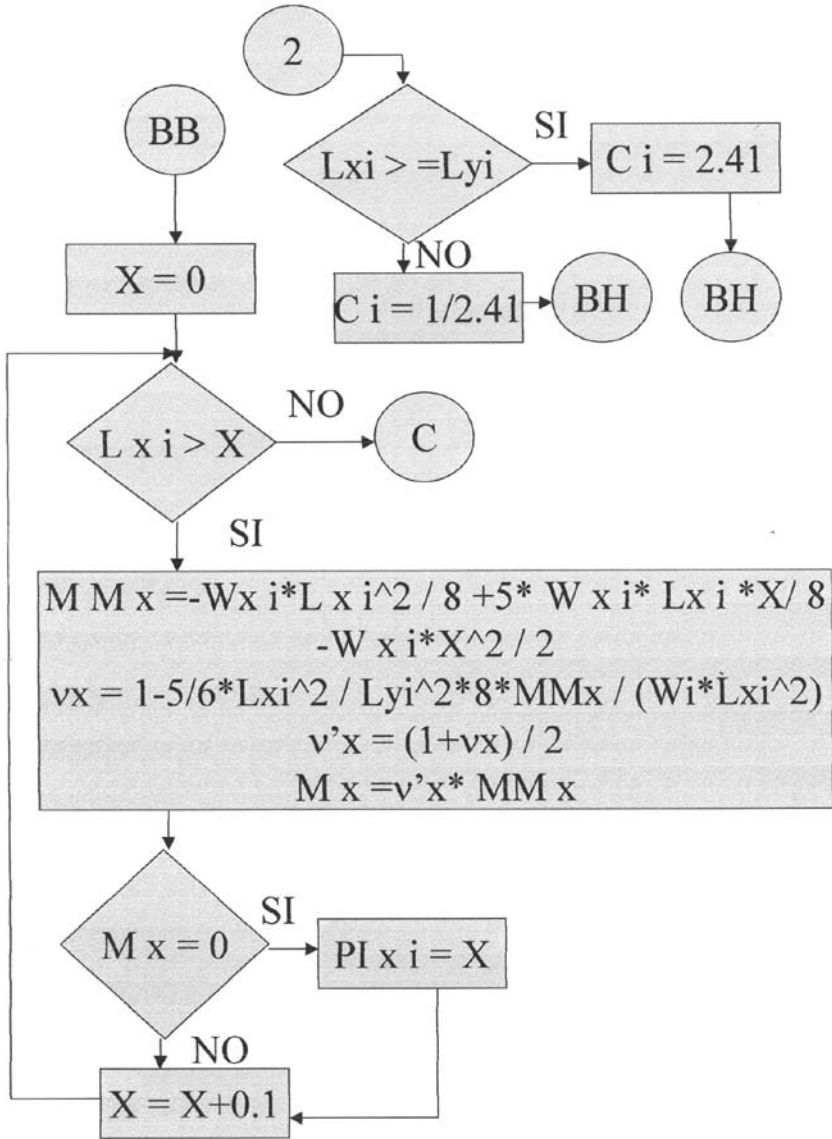 2
BB
SI
Lxi > =Lyi
C i = 2.41
NO
X = 0
C i = 1/2.41
BH
BH
NO
L x i > X
C
SI
M M x =-Wx i*L x i^2 / 8 +5* W x i* Lx i *X/ 8
-W x i*X^2 / 2
νx = 1-5/6*Lxi^2 / Lyi^2*8*MMx / (Wi*Lxi^2)
ν’x = (1+νx) / 2
M x =ν’x* MM x
SI
M x = 0
PI x i = X
NO
X = X+0.1